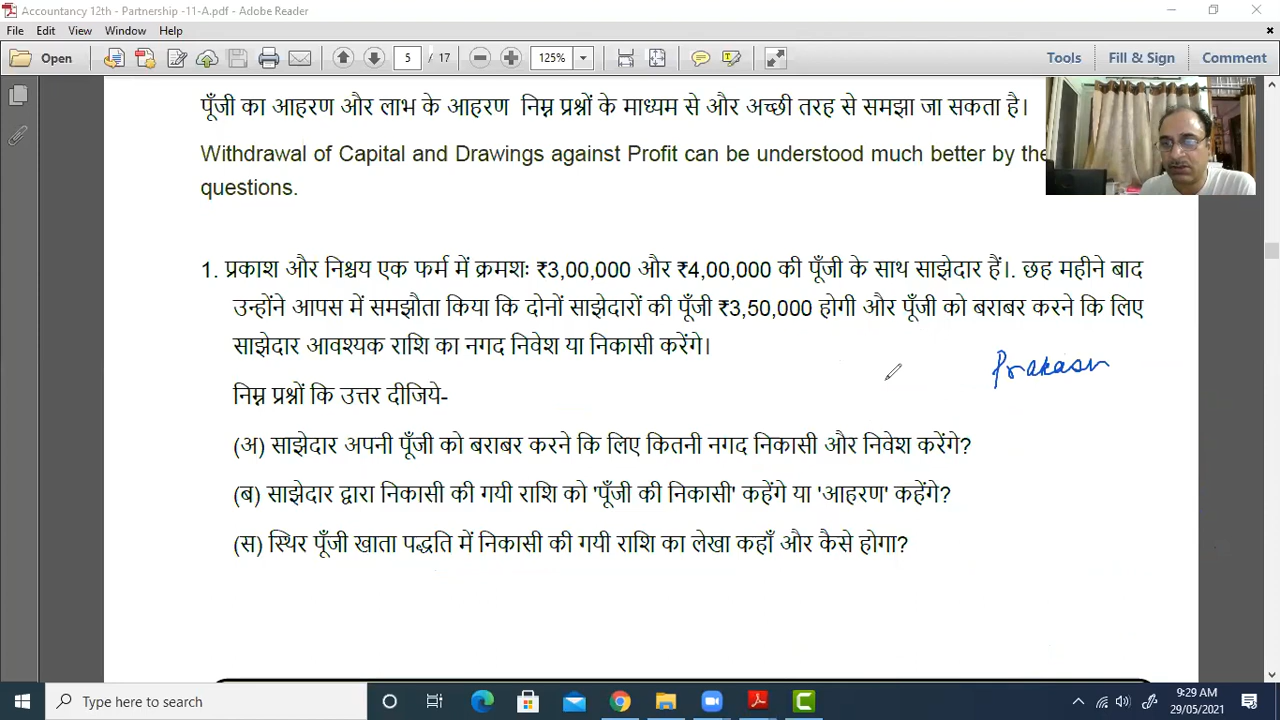 Accountancy 12th - Partnership -11-A.pdf - Adobe Reader
File Edit View Window Help
Open 5 / 17 125% Tools Fill & Sign Comment
पूँजी का आहरण और लाभ के आहरण निम्न प्रश्नों के माध्यम से और अच्छी तरह से समझा जा सकता है।
Withdrawal of Capital and Drawings against Profit can be understood much better by the
questions.
1. प्रकाश और निश्चय एक फर्म में क्रमशः ₹3,00,000 और ₹4,00,000 की पूँजी के साथ साझेदार हैं।. छह महीने बाद
उन्होंने आपस में समझौता किया कि दोनों साझेदारों की पूँजी ₹3,50,000 होगी और पूँजी को बराबर करने कि लिए
साझेदार आवश्यक राशि का नगद निवेश या निकासी करेंगे।
Prakash
निम्न प्रश्नों कि उत्तर दीजिये-
(अ) साझेदार अपनी पूँजी को बराबर करने कि लिए कितनी नगद निकासी और निवेश करेंगे?
(ब) साझेदार द्वारा निकासी की गयी राशि को 'पूँजी की निकासी' कहेंगे या 'आहरण' कहेंगे?
(स) स्थिर पूँजी खाता पद्धति में निकासी की गयी राशि का लेखा कहाँ और कैसे होगा?
Type here to search
9:29 AM
29/05/2021